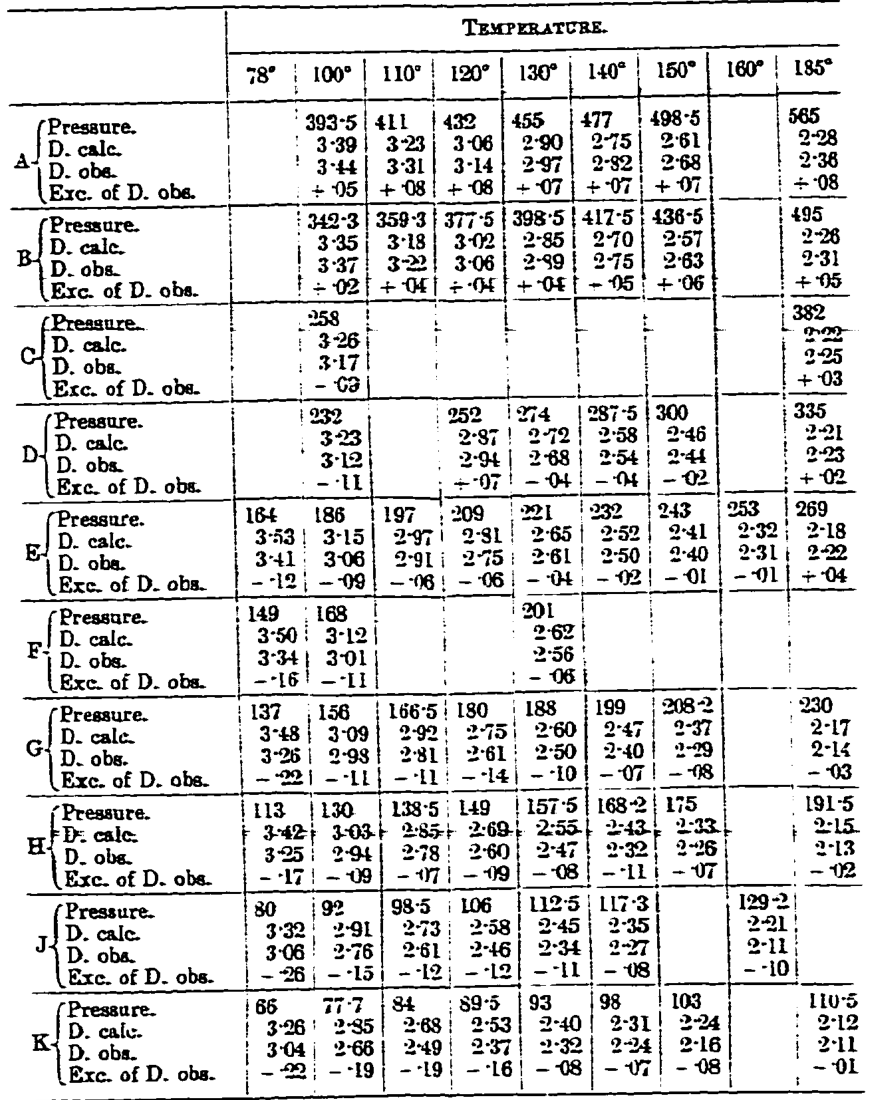 TEMPERATURE.
78° 100° 110° 120° 130° 140° 150° 160° 185°
A Pressure. 393·5 411 432 455 477 498·5 565
D. calc. 3·39 3·23 3·06 2·90 2·75 2·61 2·28
D. obs. 3·44 3·31 3·14 2·97 2·82 2·68 2·36
Exc. of D. obs. + ·05 + ·08 + ·08 + ·07 + ·07 + ·07 + ·08
B Pressure. 342·3 359·3 377·5 398·5 417·5 436·5 495
D. calc. 3·35 3·18 3·02 2·85 2·70 2·57 2·26
D. obs. 3·37 3·22 3·06 2·89 2·75 2·63 2·31
Exc. of D. obs. + ·02 + ·04 + ·04 + ·04 + ·05 + ·06 + ·05
C Pressure. 258 382
D. calc. 3·26 2·22
D. obs. 3·17 2·25
Exc. of D. obs. - ·09 + ·03
D Pressure. 232 252 274 287·5 300 335
D. calc. 3·23 2·87 2·72 2·58 2·46 2·21
D. obs. 3·12 2·94 2·68 2·54 2·44 2·23
Exc. of D. obs. - ·11 + ·07 - ·04 - ·04 - ·02 + ·02
E Pressure. 164 186 197 209 221 232 243 253 269
D. calc. 3·53 3·15 2·97 2·81 2·65 2·52 2·41 2·32 2·18
D. obs. 3·41 3·06 2·91 2·75 2·61 2·50 2·40 2·31 2·22
Exc. of D. obs. - ·12 - ·09 - ·06 - ·06 - ·04 - ·02 - ·01 - ·01 + ·04
F Pressure. 149 168 201
D. calc. 3·50 3·12 2·62
D. obs. 3·34 3·01 2·56
Exc. of D. obs. - ·16 - ·11 - ·06
G Pressure. 137 156 166·5 180 188 199 208·2 230
D. calc. 3·48 3·09 2·92 2·75 2·60 2·47 2·37 2·17
D. obs. 3·26 2·98 2·81 2·61 2·50 2·40 2·29 2·14
Exc. of D. obs. - ·22 - ·11 - ·11 - ·14 - ·10 - ·07 - ·08 - ·03
H Pressure. 113 130 138·5 149 157·5 168·2 175 191·5
D. calc. 3·42 3·03 2·85 2·69 2·55 2·43 2·33 2·15
D. obs. 3·25 2·94 2·78 2·60 2·47 2·32 2·26 2·13
Exc. of D. obs. - ·17 - ·09 - ·07 - ·09 - ·08 - ·11 - ·07 - ·02
J Pressure. 80 92 98·5 106 112·5 117·3 129·2
D. calc. 3·32 2·91 2·73 2·58 2·45 2·35 2·21
D. obs. 3·06 2·76 2·61 2·46 2·34 2·27 2·11
Exc. of D. obs. - ·26 - ·15 - ·12 - ·12 - ·11 - ·08 - ·10
K Pressure. 66 77·7 84 89·5 93 98 103 110·5
D. calc. 3·26 2·85 2·68 2·53 2·40 2·31 2·24 2·12
D. obs. 3·04 2·66 2·49 2·37 2·32 2·24 2·16 2·11
Exc. of D. obs. - ·22 - ·19 - ·19 - ·16 - ·08 - ·07 - ·08 - ·01